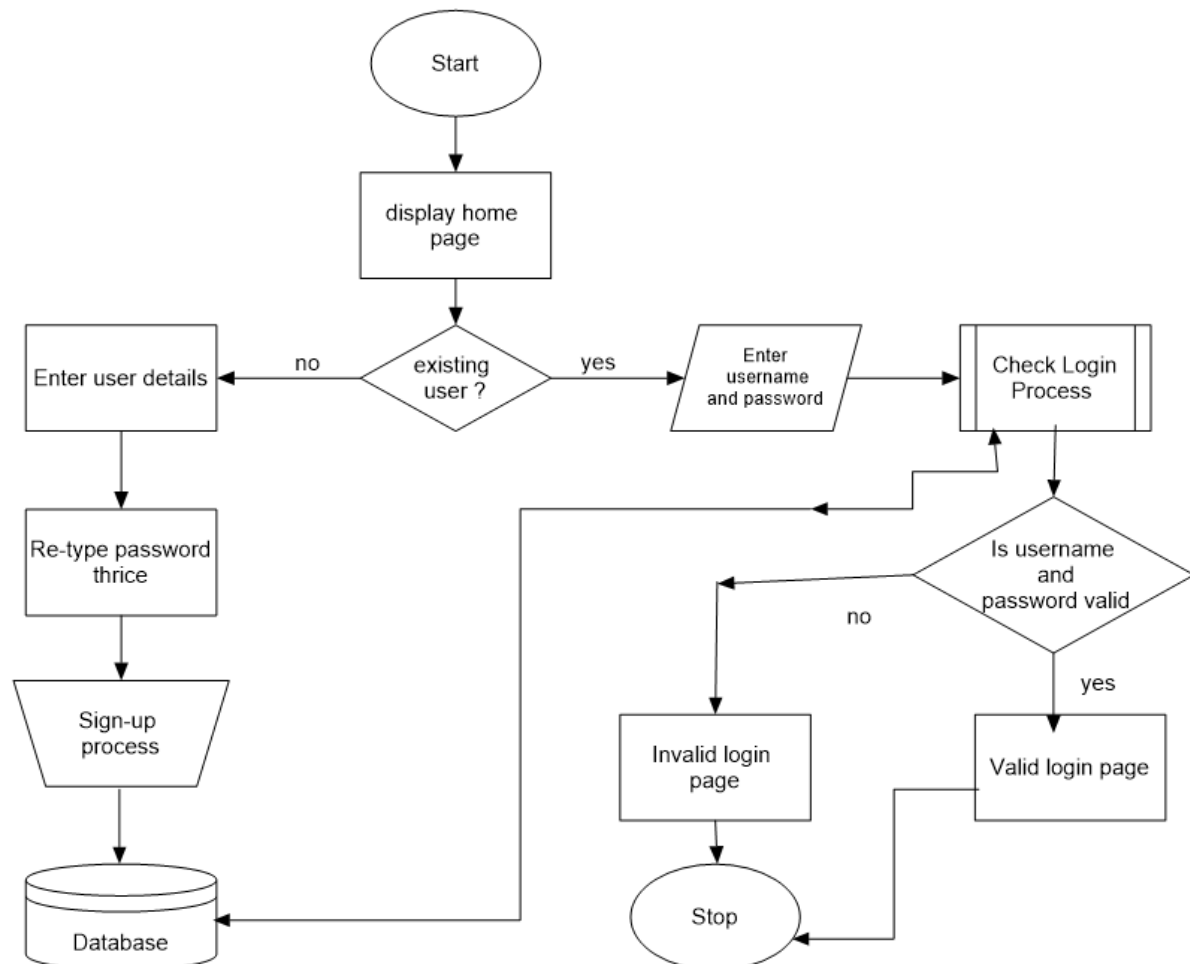 Start
display home
page
existing
user ?
no
yes
Enter user details
Enter
username
and password
Check Login
Process
Re-type password
thrice
Is username
and
password valid
no
yes
Sign-up
process
Invalid login
page
Valid login page
Database
Stop